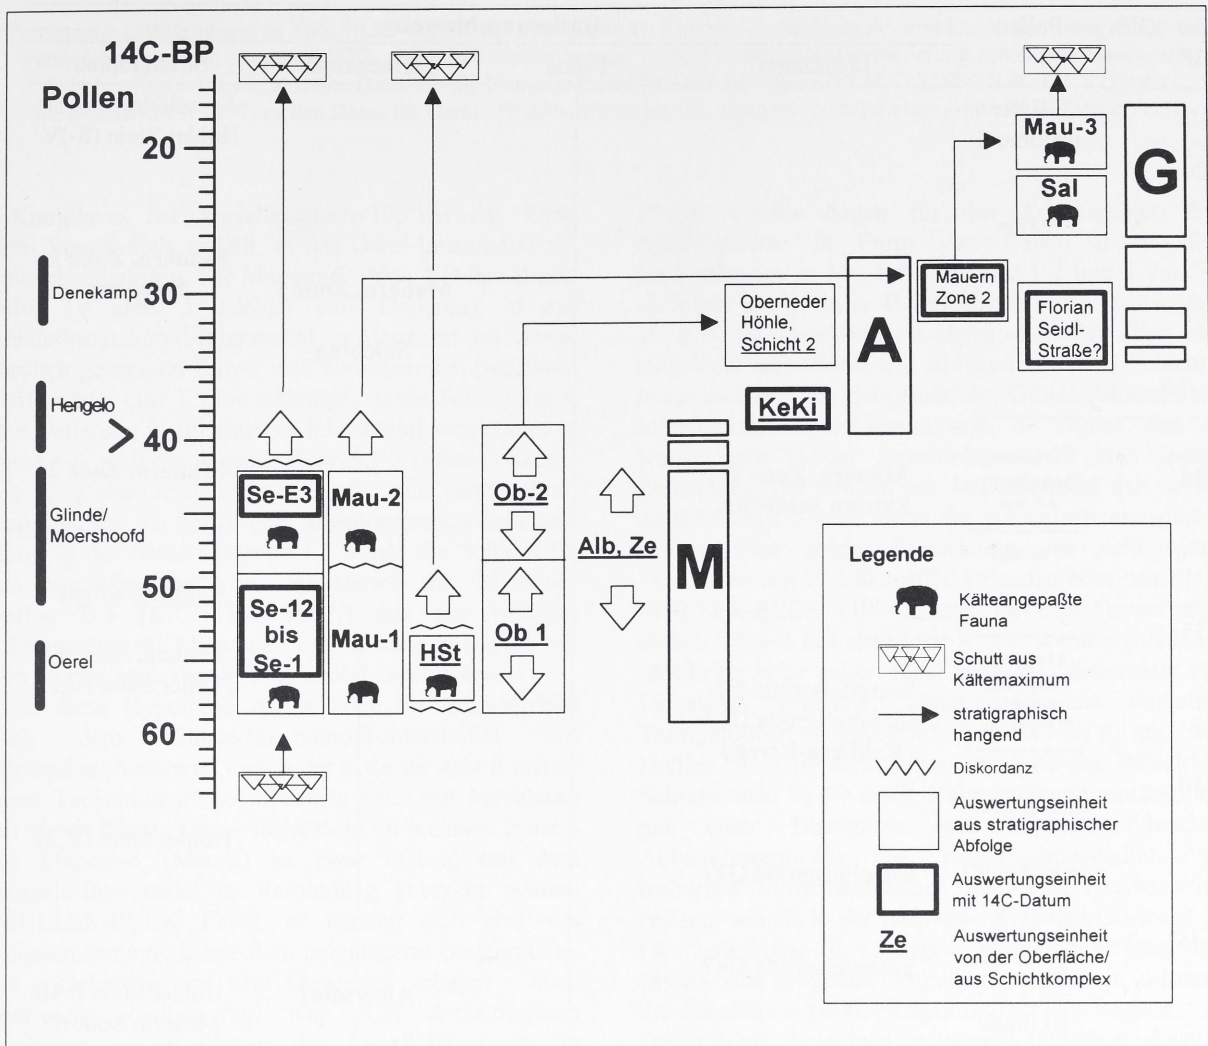 14C-BP
Pollen
20
30
40
50
60
Denekamp
Hengelo
Glinde/
Moershoofd
Oerel
Se-E3
Se-12
bis
Se-1
Mau-2
Mau-1
HSt
Ob-2
Ob 1
Alb, Ze
M
KeKi
Oberneder
Höhle,
Schicht 2
A
Mauern
Zone 2
Mau-3
Sal
Florian
Seidl-
Straße?
G
Legende
Kälteangepaßte
Fauna
Schutt aus
Kältemaximum
stratigraphisch
hangend
Diskordanz
Auswertungseinheit
aus stratigraphischer
Abfolge
Auswertungseinheit
mit 14C-Datum
Ze
Auswertungseinheit
von der Oberfläche/
aus Schichtkomplex